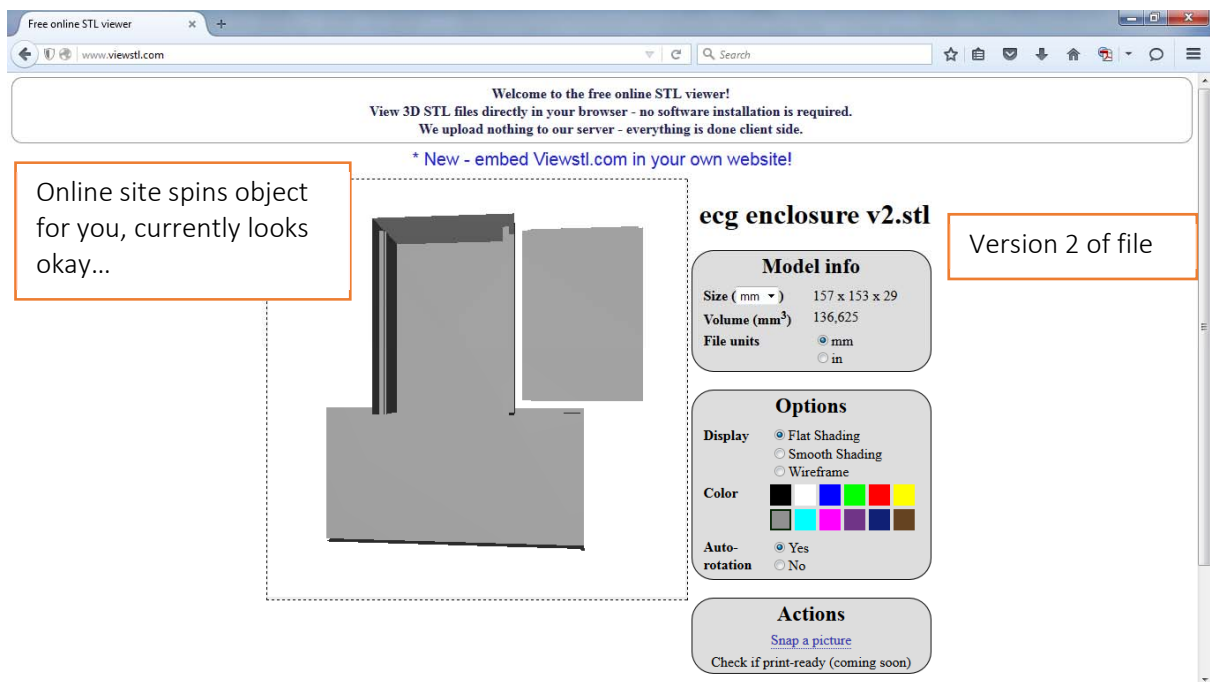 Free online STL viewer
www.viewstl.com
Search
Welcome to the free online STL viewer!
View 3D STL files directly in your browser - no software installation is required.
We upload nothing to our server - everything is done client side.
* New - embed Viewstl.com in your own website!
Online site spins object
for you, currently looks
okay…
ecg enclosure v2.stl
Version 2 of file
Model info
Size ( mm ) 157 x 153 x 29
Volume (mm³) 136,625
File units mm
in
Options
Display Flat Shading
Smooth Shading
Wireframe
Color
Auto- Yes
rotation No
Actions
Snap a picture
Check if print-ready (coming soon)